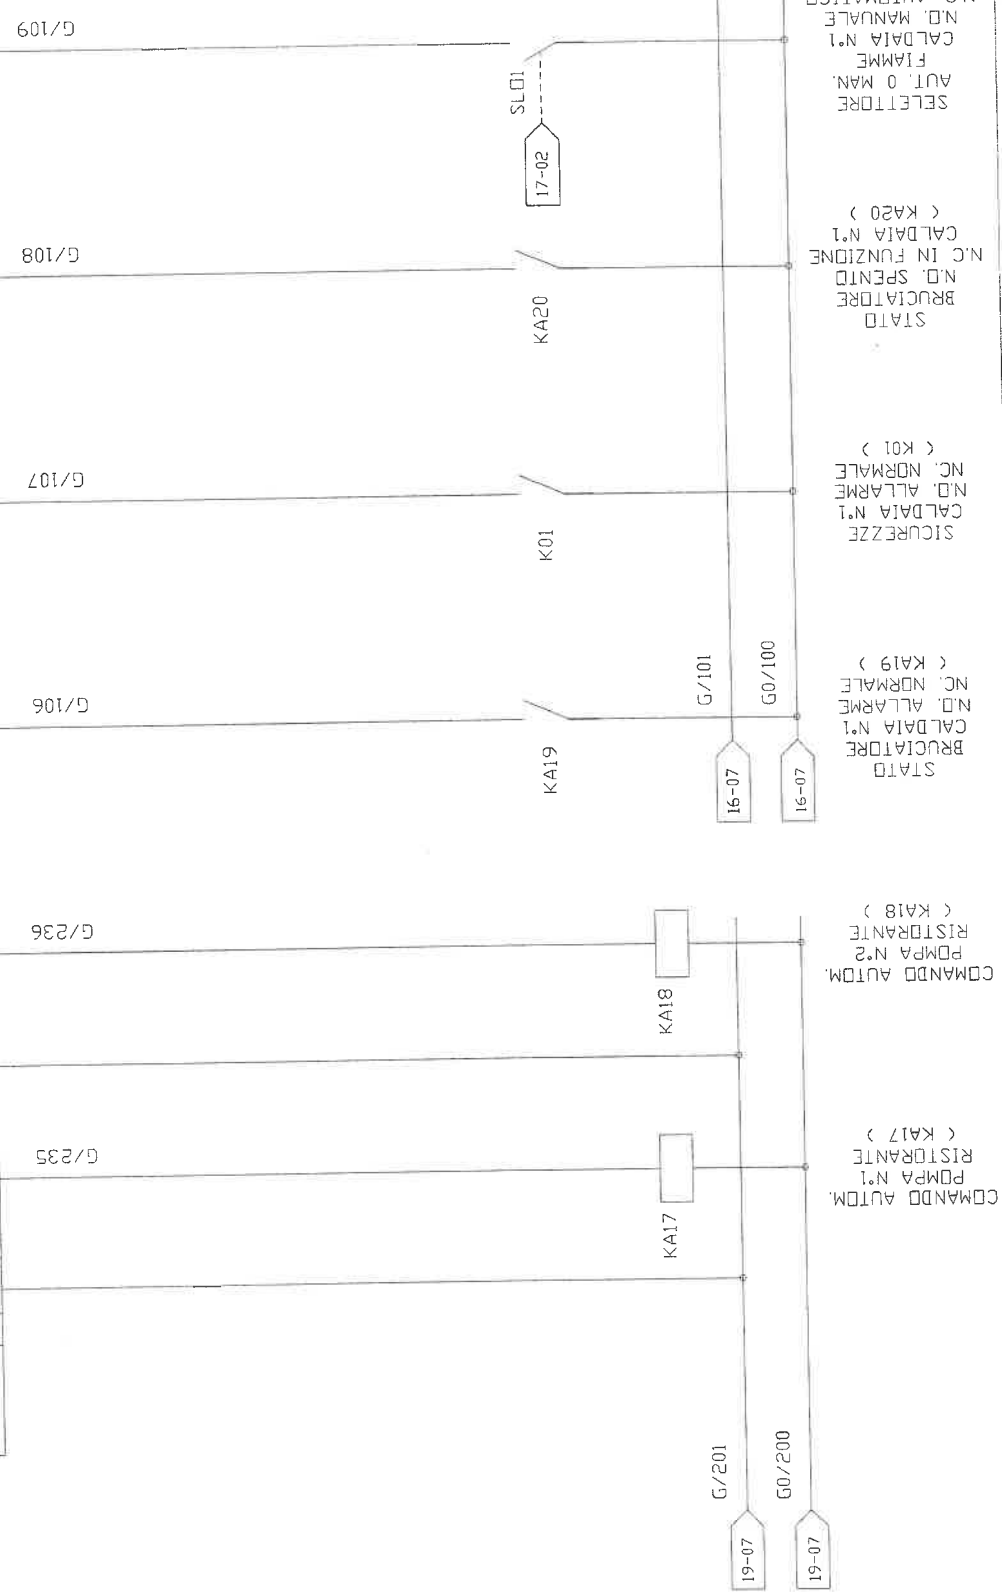 G/109
SL01
17-02
SELETTORE
AUT. 0 MAN.
FIAMME
CALDAIA N°1
N.O. MANUALE
G/108
KA20
STATO
BRUCIATORE
N.O. SPENTO
N.C IN FUNZIONE
CALDAIA N°1
( KA20 )
G/107
K01
SICUREZZE
CALDAIA N°1
N.O. ALLARME
NC. NORMALE
( K01 )
G/106
KA19
G/101
G0/100
16-07
16-07
STATO
BRUCIATORE
CALDAIA N°1
N.O. ALLARME
NC. NORMALE
( KA19 )
G/236
KA18
COMANDO AUTOM.
POMPA N°2
RISTORANTE
( KA18 )
G/235
KA17
COMANDO AUTOM.
POMPA N°1
RISTORANTE
( KA17 )
G/201
G0/200
19-07
19-07